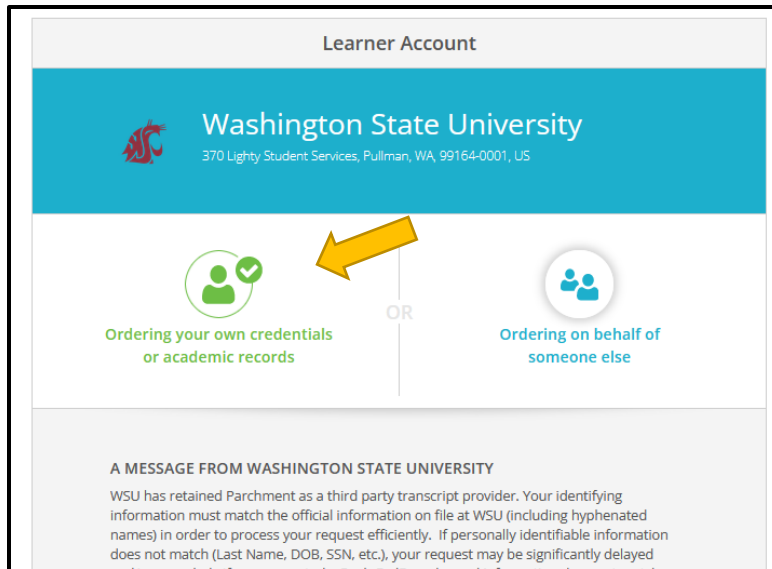 Learner Account
Washington State University
370 Lighty Student Services, Pullman, WA, 99164-0001, US
Ordering your own credentials
or academic records
OR
Ordering on behalf of
someone else
A MESSAGE FROM WASHINGTON STATE UNIVERSITY
WSU has retained Parchment as a third party transcript provider. Your identifying
information must match the official information on file at WSU (including hyphenated
names) in order to process your request efficiently.  If personally identifiable information
does not match (Last Name, DOB, SSN, etc.), your request may be significantly delayed